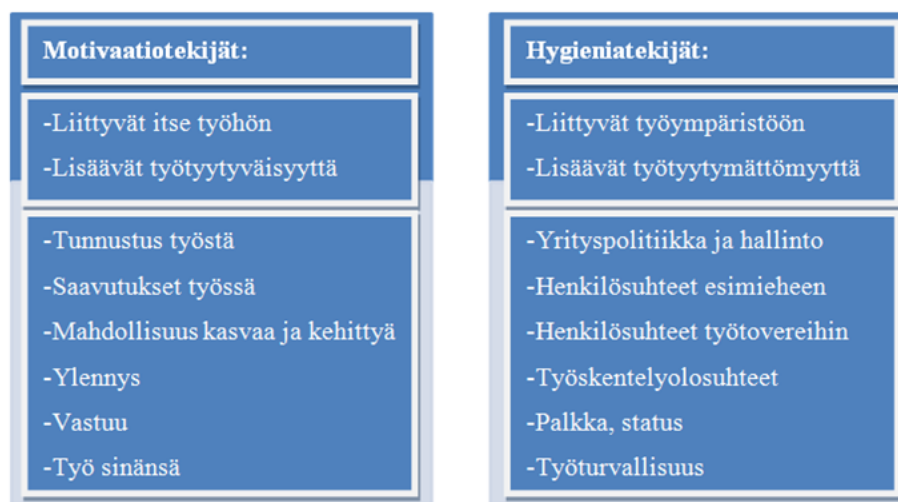 Motivaatiotekijät:
-Liittyvät itse työhön
-Lisäävät työtyytyväisyyttä
-Tunnustus työstä
-Saavutukset työssä
-Mahdollisuus kasvaa ja kehittyä
-Ylennys
-Vastuu
-Työ sinänsä
Hygieniatekijät:
-Liittyvät työympäristöön
-Lisäävät työtyytymättömyyttä
-Yrityspolitiikka ja hallinto
-Henkilösuhteet esimieheen
-Henkilösuhteet työtovereihin
-Työskentelyolosuhteet
-Palkka, status
-Työturvallisuus